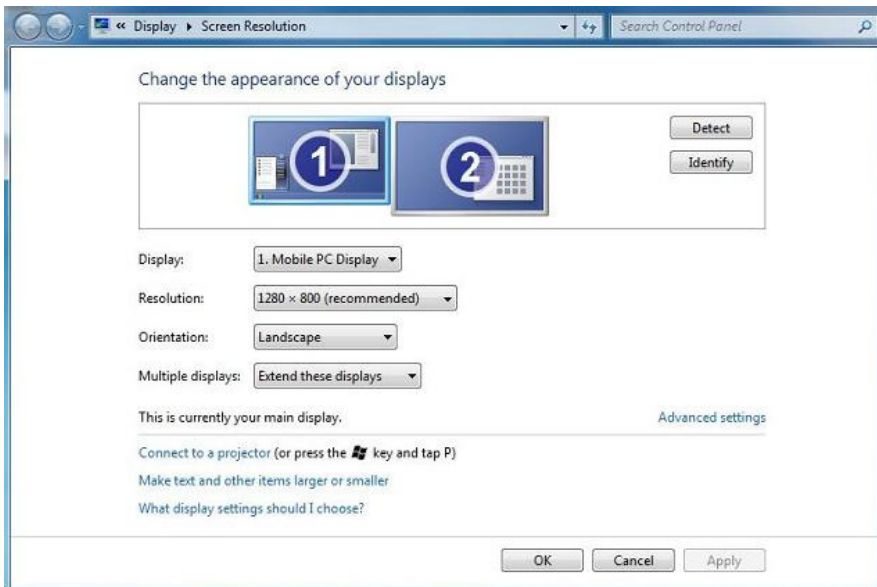 « Display ▸ Screen Resolution Search Control Panel
Change the appearance of your displays
1 2
Detect
Identify
Display: 1. Mobile PC Display
Resolution: 1280 × 800 (recommended)
Orientation: Landscape
Multiple displays: Extend these displays
This is currently your main display. Advanced settings
Connect to a projector (or press the key and tap P)
Make text and other items larger or smaller
What display settings should I choose?
OK Cancel Apply